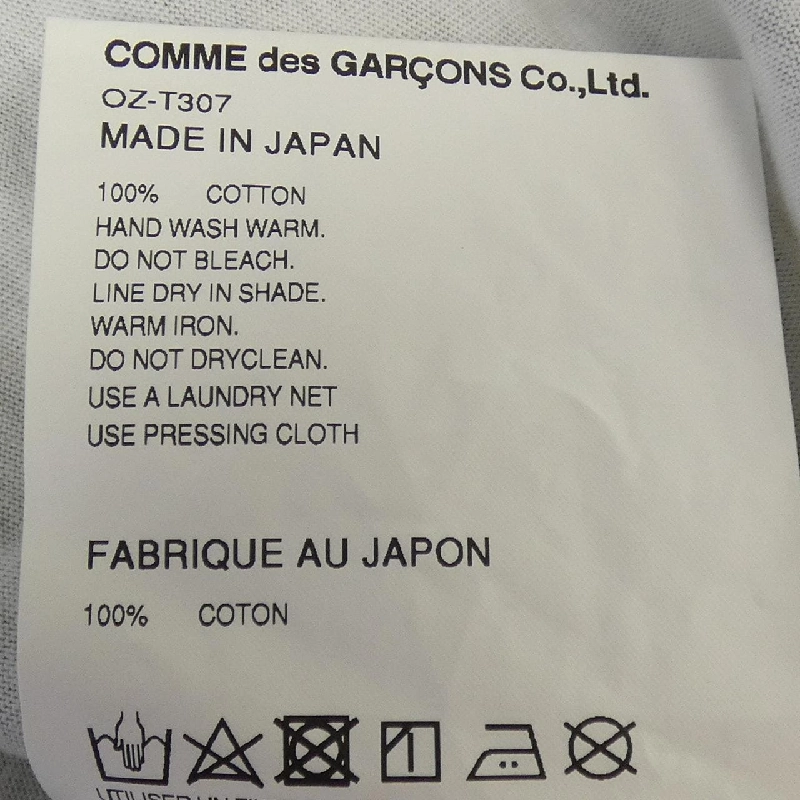 COMME des GARÇONS Co.,Ltd.
OZ-T307
MADE IN JAPAN
100% COTTON
HAND WASH WARM.
DO NOT BLEACH.
LINE DRY IN SHADE.
WARM IRON.
DO NOT DRYCLEAN.
USE A LAUNDRY NET
USE PRESSING CLOTH
FABRIQUE AU JAPON
100% COTON
UTILISER UN